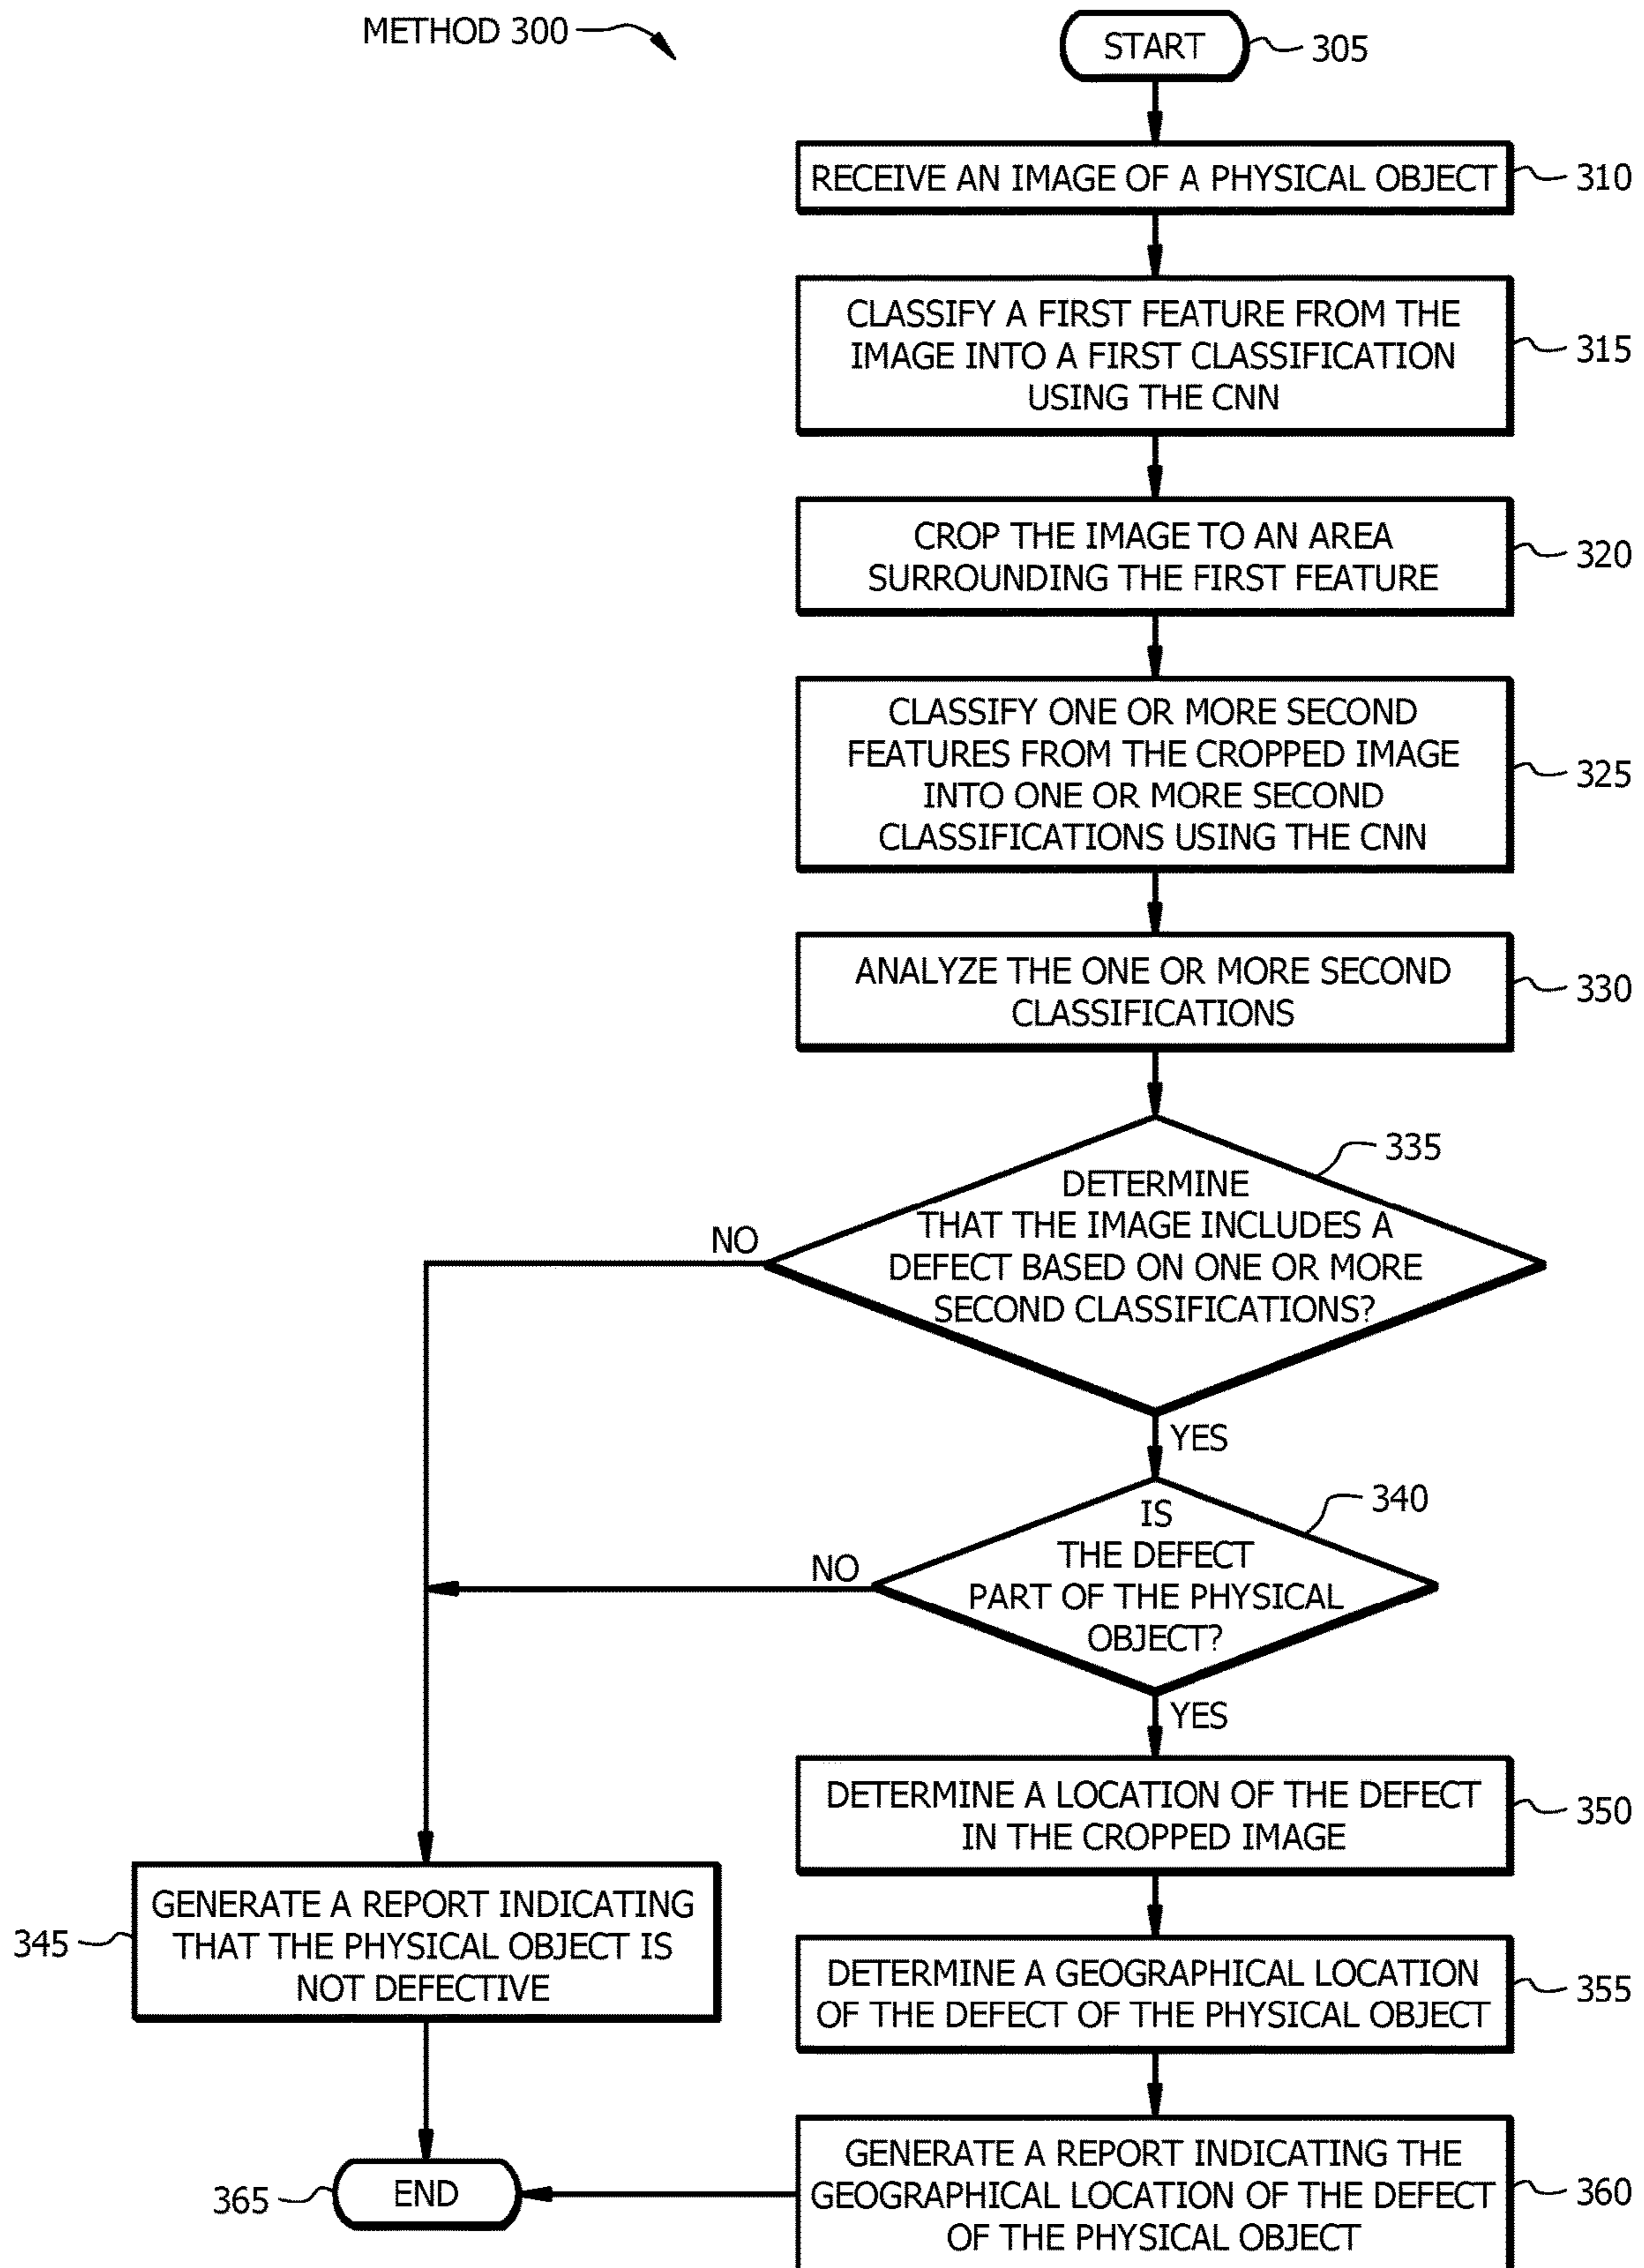 METHOD 300
START
305
RECEIVE AN IMAGE OF A PHYSICAL OBJECT
310
CLASSIFY A FIRST FEATURE FROM THE
IMAGE INTO A FIRST CLASSIFICATION
USING THE CNN
315
CROP THE IMAGE TO AN AREA
SURROUNDING THE FIRST FEATURE
320
CLASSIFY ONE OR MORE SECOND
FEATURES FROM THE CROPPED IMAGE
INTO ONE OR MORE SECOND
CLASSIFICATIONS USING THE CNN
325
ANALYZE THE ONE OR MORE SECOND
CLASSIFICATIONS
330
335
DETERMINE
THAT THE IMAGE INCLUDES A
DEFECT BASED ON ONE OR MORE
SECOND CLASSIFICATIONS?
NO
YES
340
IS
THE DEFECT
PART OF THE PHYSICAL
OBJECT?
NO
YES
DETERMINE A LOCATION OF THE DEFECT
IN THE CROPPED IMAGE
350
GENERATE A REPORT INDICATING
THAT THE PHYSICAL OBJECT IS
NOT DEFECTIVE
345
DETERMINE A GEOGRAPHICAL LOCATION
OF THE DEFECT OF THE PHYSICAL OBJECT
355
GENERATE A REPORT INDICATING THE
GEOGRAPHICAL LOCATION OF THE DEFECT
OF THE PHYSICAL OBJECT
360
END
365